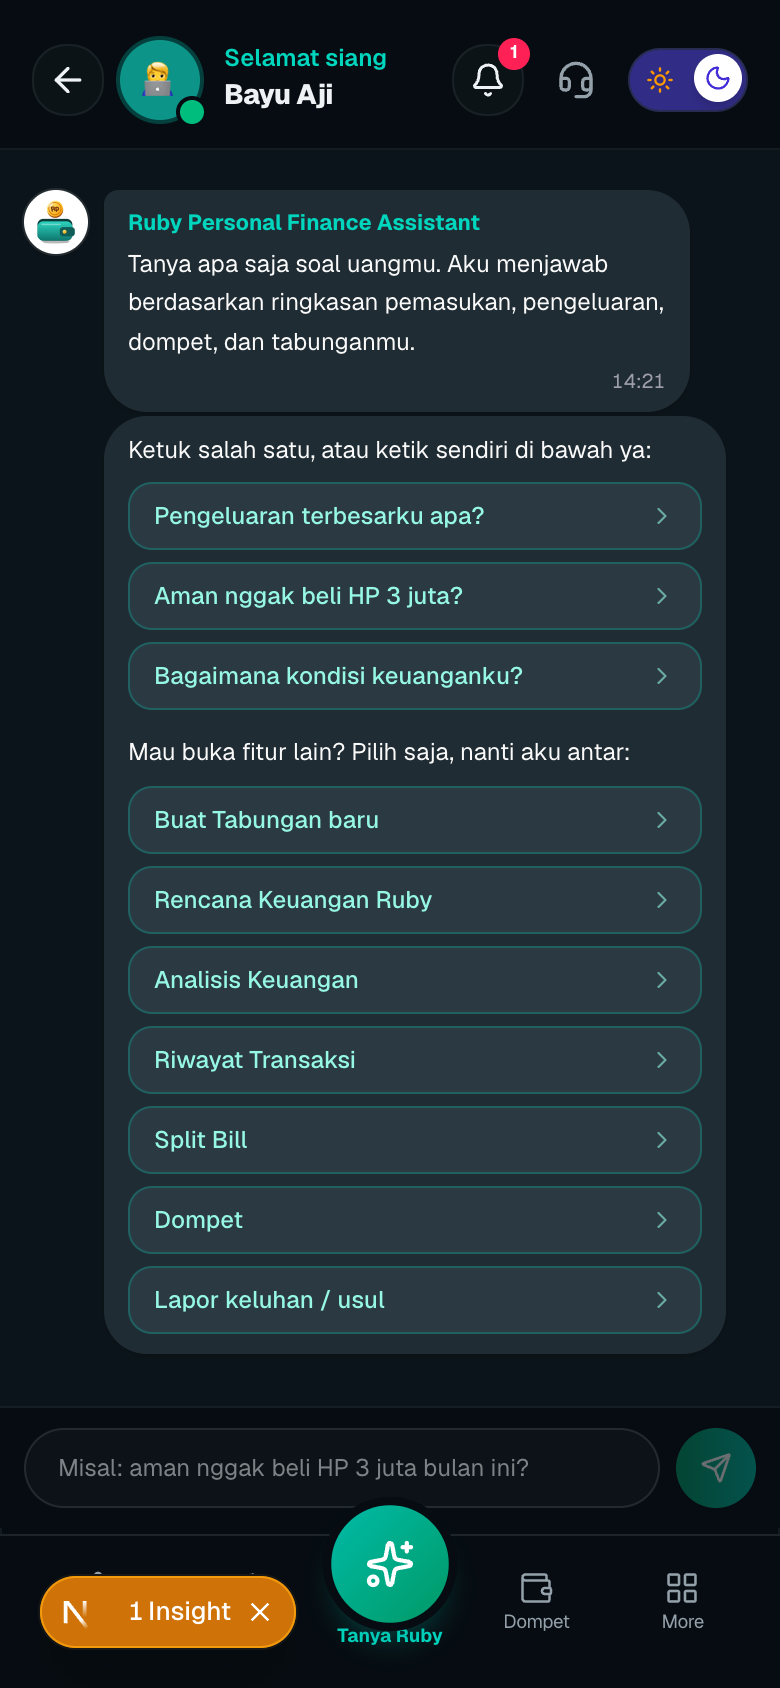 Selamat siang
Bayu Aji
1
Ruby Personal Finance Assistant
Tanya apa saja soal uangmu. Aku menjawab
berdasarkan ringkasan pemasukan, pengeluaran,
dompet, dan tabunganmu.
14:21
Ketuk salah satu, atau ketik sendiri di bawah ya:
Pengeluaran terbesarku apa?
Aman nggak beli HP 3 juta?
Bagaimana kondisi keuanganku?
Mau buka fitur lain? Pilih saja, nanti aku antar:
Buat Tabungan baru
Rencana Keuangan Ruby
Analisis Keuangan
Riwayat Transaksi
Split Bill
Dompet
Lapor keluhan / usul
Misal: aman nggak beli HP 3 juta bulan ini?
N 1 Insight
Tanya Ruby
Dompet
More